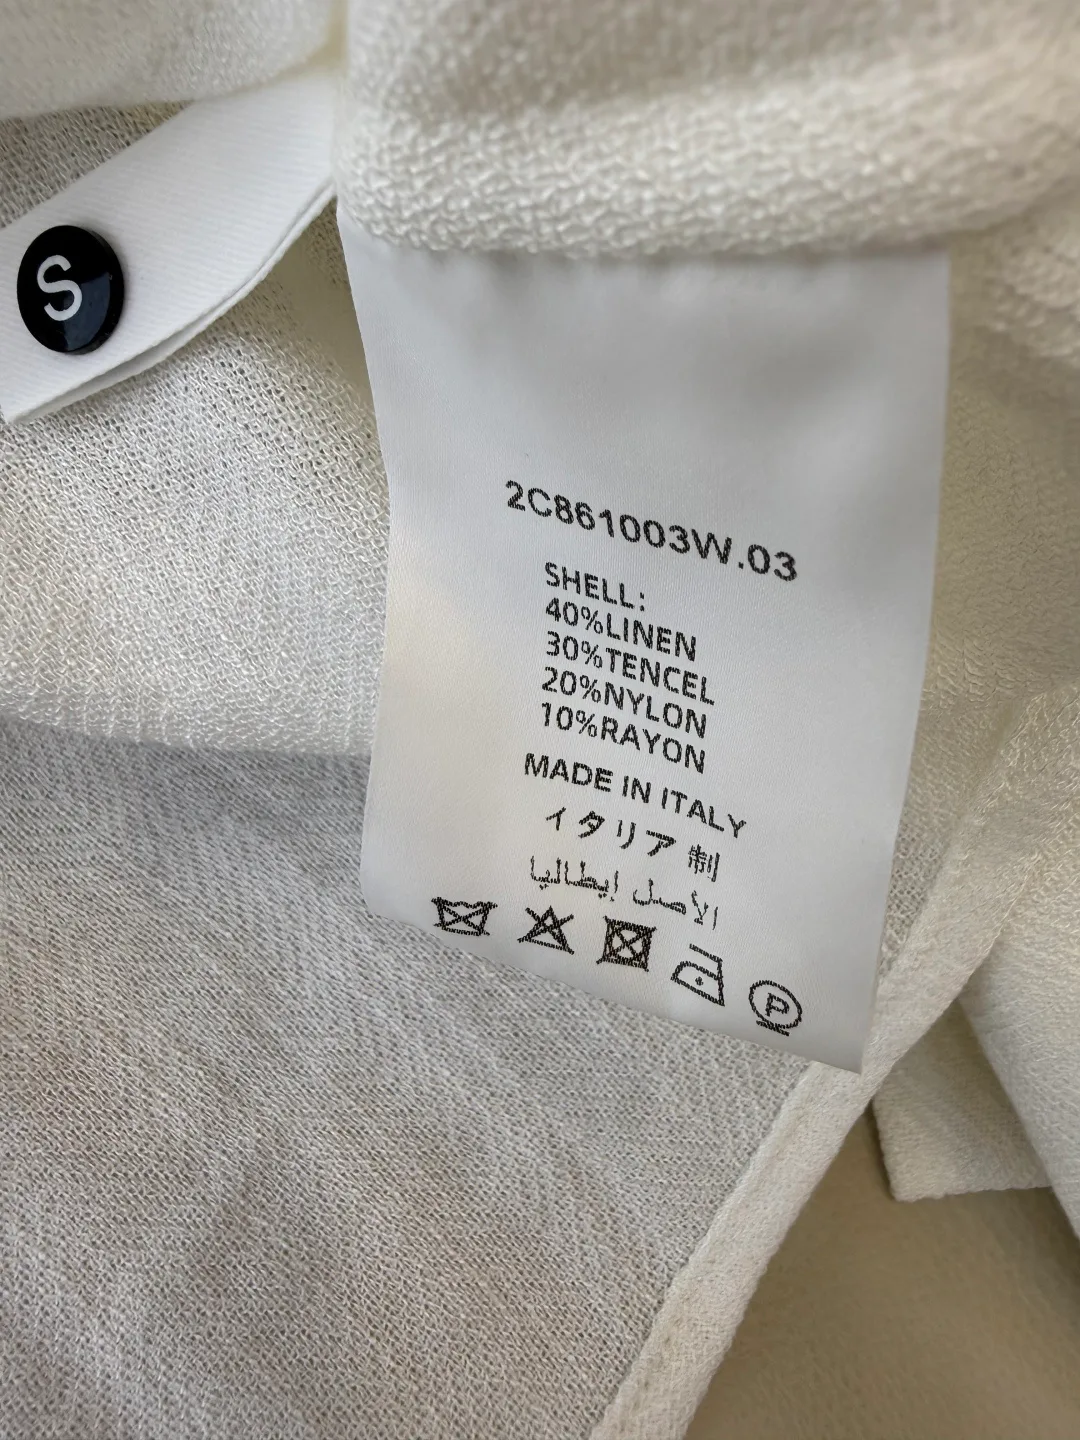 S
2C861003W.03
SHELL:
40%LINEN
30%TENCEL
20%NYLON
10%RAYON
MADE IN ITALY
イタリア 制
الأصل إيطاليا
P